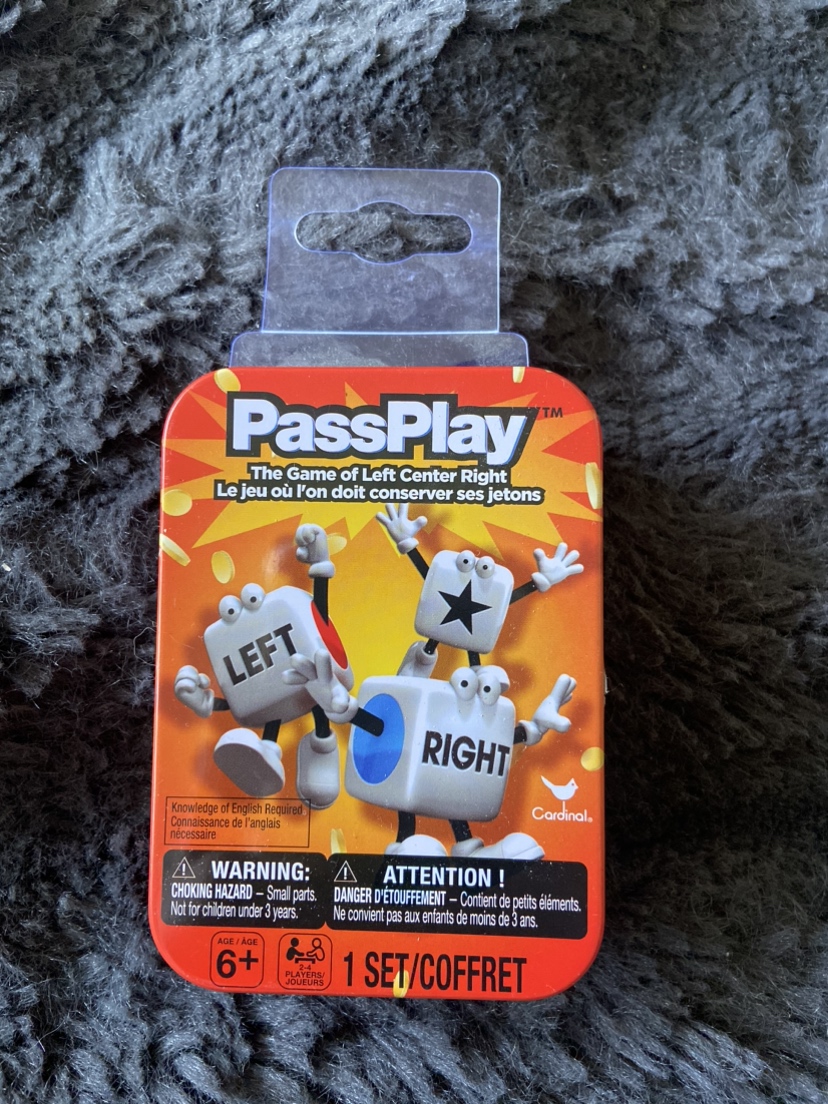 PassPlay™
The Game of Left Center Right
Le jeu où l'on doit conserver ses jetons
LEFT
RIGHT
Cardinal®
Knowledge of English Required
Connaissance de l'anglais
nécessaire
WARNING:
CHOKING HAZARD – Small parts.
Not for children under 3 years.
ATTENTION !
DANGER D'ÉTOUFFEMENT – Contient de petits éléments.
Ne convient pas aux enfants de moins de 3 ans.
AGE / ÂGE
6+
2-4
PLAYERS/
JOUEURS
1 SET/COFFRET